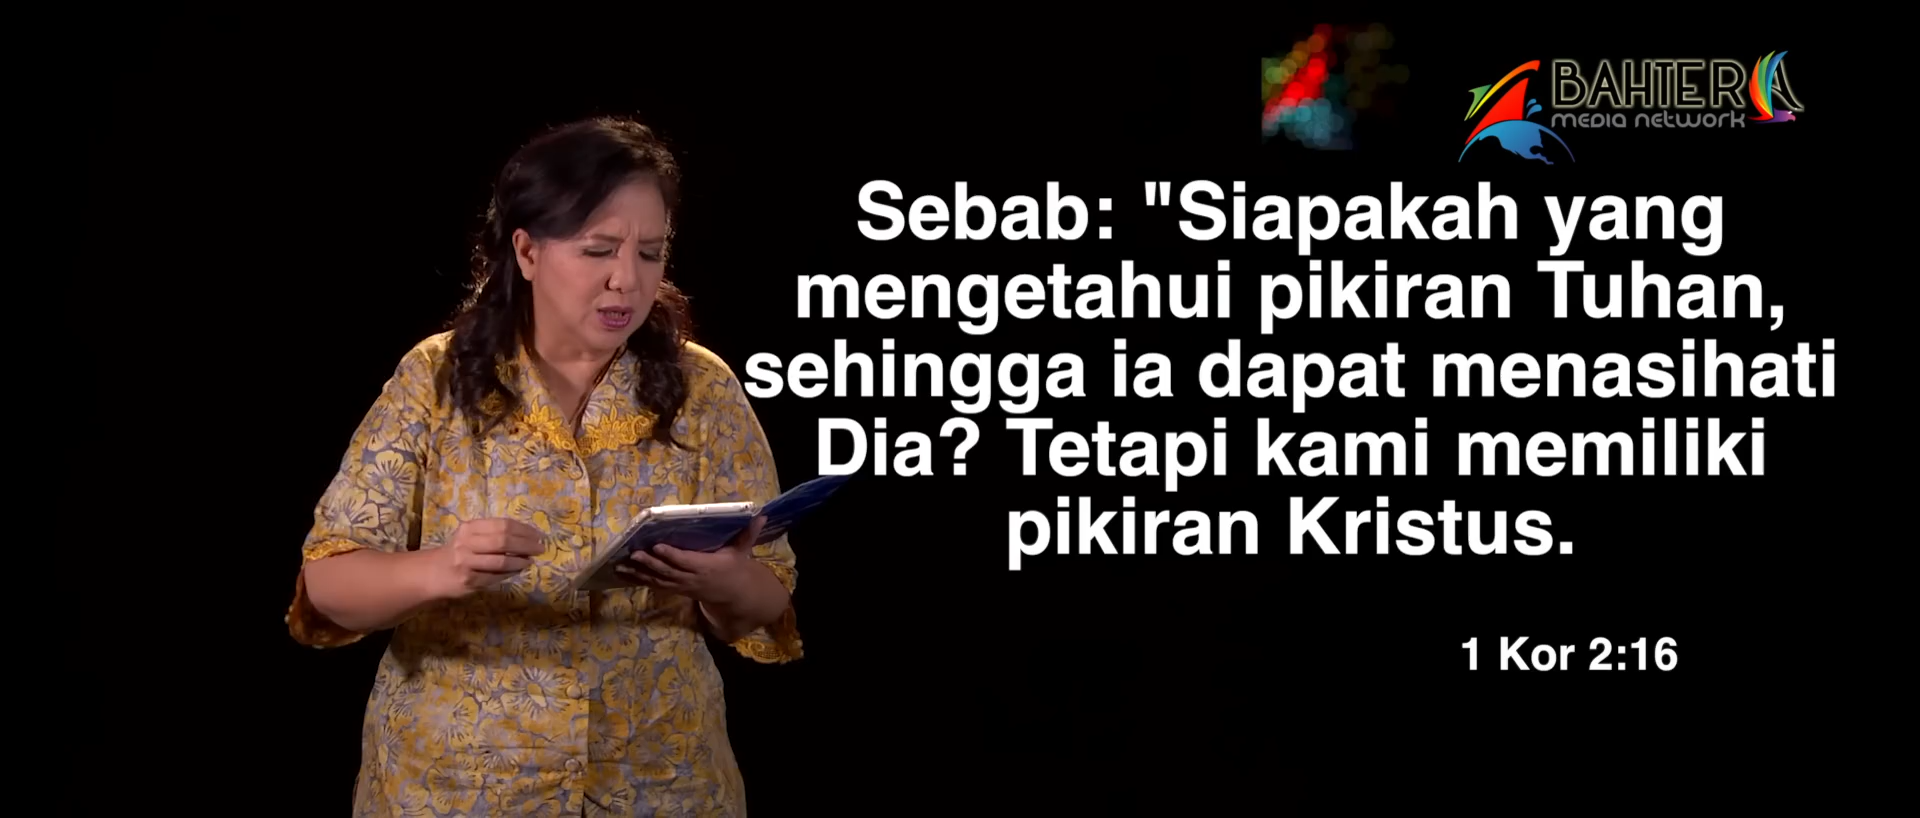 BAHTERA
MEDIA NETWORK
Sebab: "Siapakah yang
mengetahui pikiran Tuhan,
sehingga ia dapat menasihati
Dia? Tetapi kami memiliki
pikiran Kristus.
1 Kor 2:16